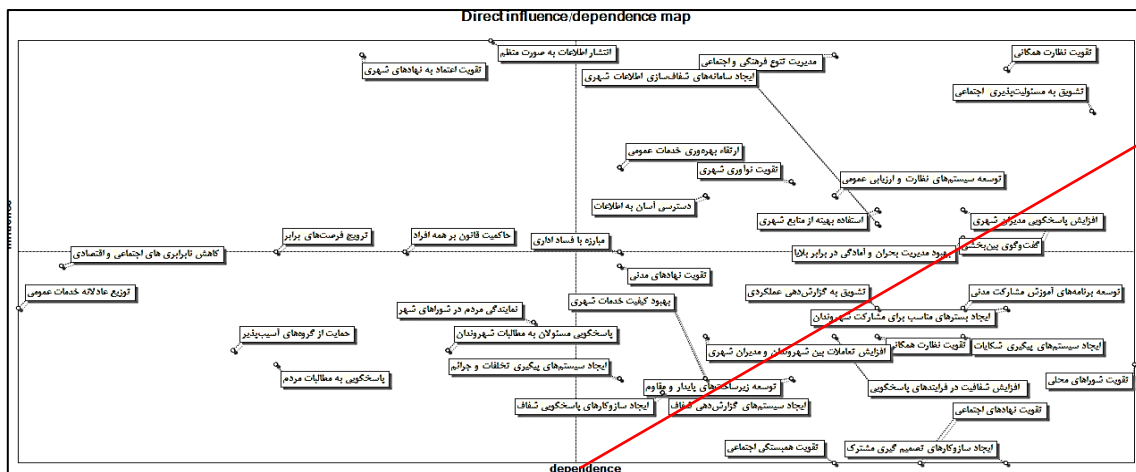 Direct influence/dependence map
انتشار اطلاعات به صورت منظم
تقویت نظارت همگانی
مدیریت تنوع فرهنگی و اجتماعی
تقویت اعتماد به نهادهای شهری
ایجاد سامانه‌های شفاف‌سازی اطلاعات شهری
تشویق به مسئولیت‌پذیری اجتماعی
ارتقاء بهره‌وری خدمات عمومی
تقویت نوآوری شهری
توسعه سیستم‌های نظارت و ارزیابی عمومی
دسترسی آسان به اطلاعات
استفاده بهینه از منابع شهری
افزایش پاسخگویی مدیران شهری
ترویج فرصت‌های برابر
حاکمیت قانون بر همه افراد
مبارزه با فساد اداری
گفت‌وگوی بین‌بخشی
کاهش نابرابری های اجتماعی و اقتصادی
بهبود مدیریت بحران و آمادگی در برابر بلایا
تقویت نهادهای مدنی
توزیع عادلانه خدمات عمومی
تشویق به گزارش‌دهی عملکردی
توسعه برنامه‌های آموزش مشارکت مدنی
بهبود کیفیت خدمات شهری
نمایندگی مردم در شوراهای شهر
ایجاد بسترهای مناسب برای مشارکت شهروندان
حمایت از گروه‌های آسیب‌پذیر
پاسخگویی مسئولان به مطالبات شهروندان
افزایش تعاملات بین شهروندان و مدیران شهری
تقویت نظارت همگانی
ایجاد سیستم‌های پیگیری شکایات
ایجاد سیستم‌های پیگیری تخلفات و جرائم
پاسخگویی به مطالبات مردم
توسعه زیرساخت‌های پایدار و مقاوم
افزایش شفافیت در فرایندهای پاسخگویی
تقویت شوراهای محلی
ایجاد سازوکارهای پاسخگویی شفاف
ایجاد سیستم‌های گزارش‌دهی شفاف
تقویت نهادهای اجتماعی
تقویت همبستگی اجتماعی
ایجاد سازوکارهای تصمیم گیری مشترک
dependence